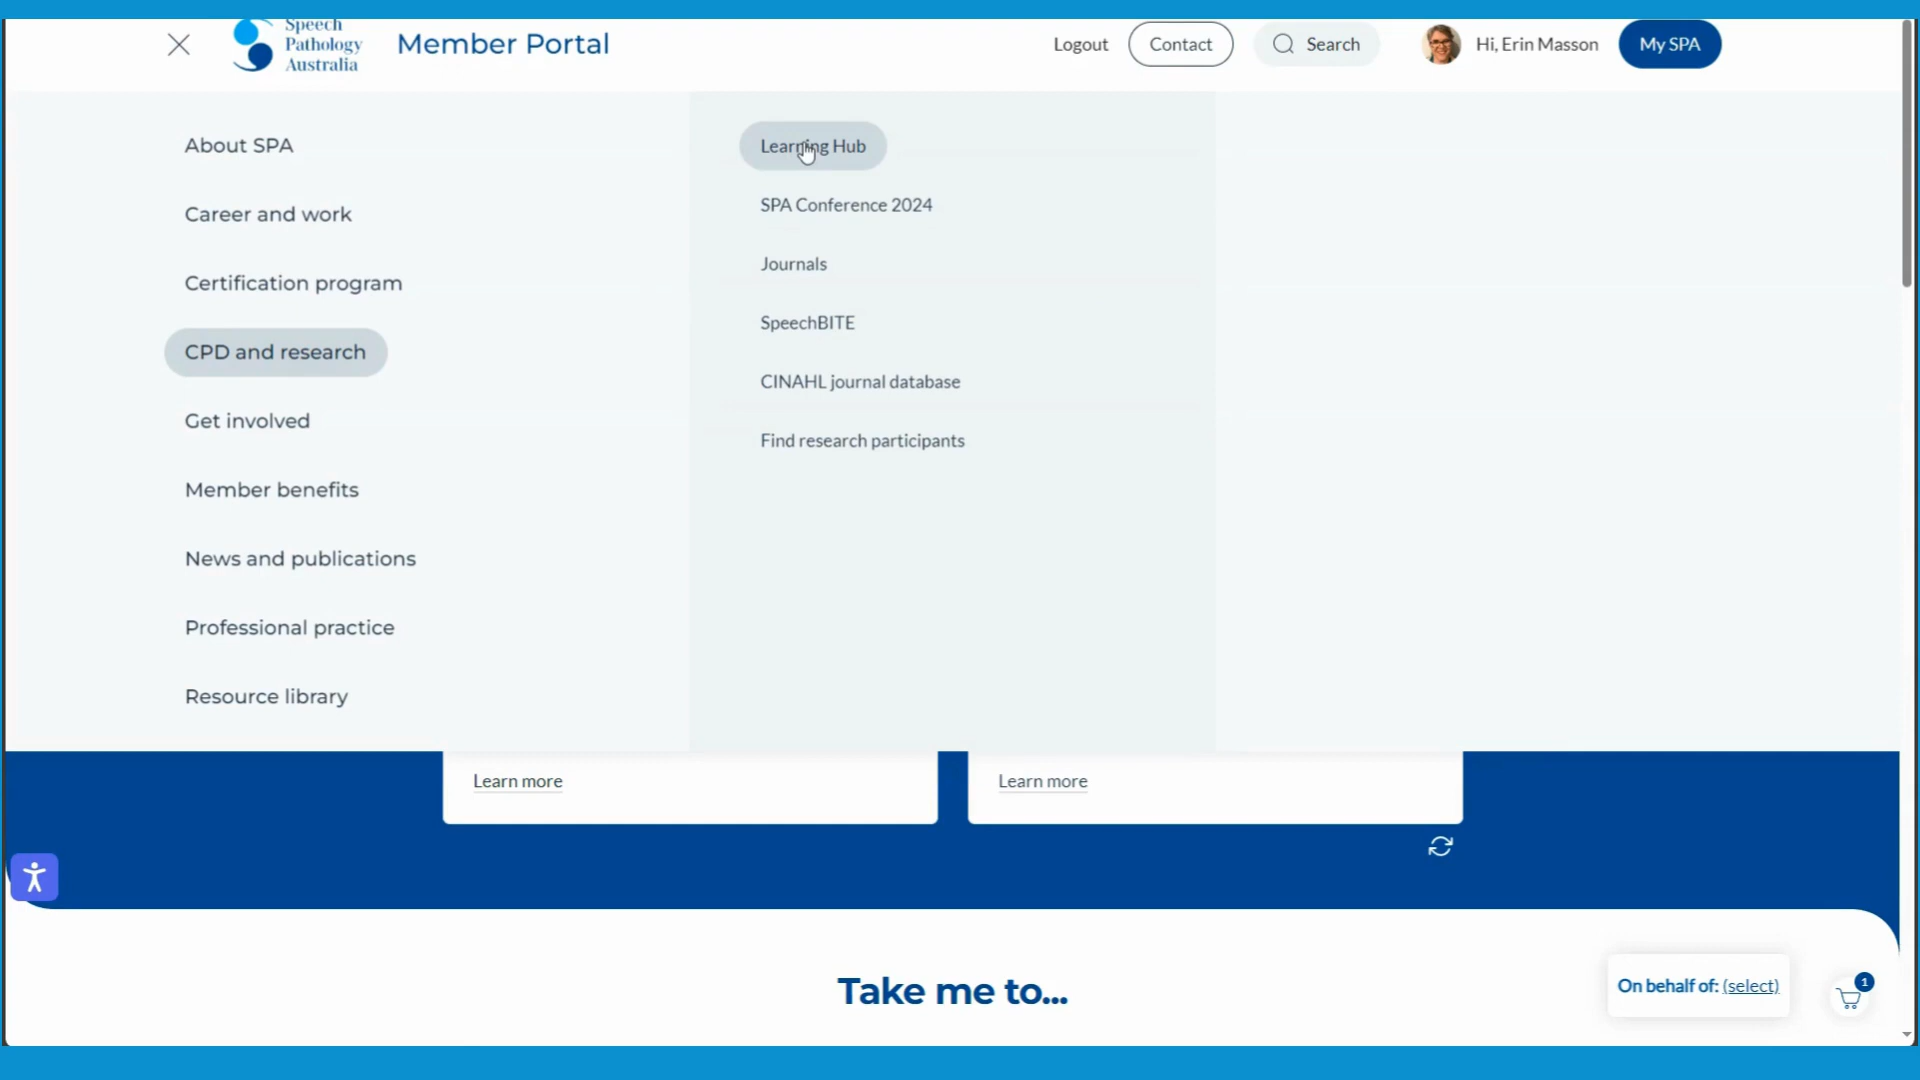 Speech
Pathology
Australia
Member Portal
Logout
Contact
Search
Hi, Erin Masson
My SPA
About SPA
Career and work
Certification program
CPD and research
Get involved
Member benefits
News and publications
Professional practice
Resource library
Learning Hub
SPA Conference 2024
Journals
SpeechBITE
CINAHL journal database
Find research participants
Learn more
Learn more
Take me to...
On behalf of: (select)
1